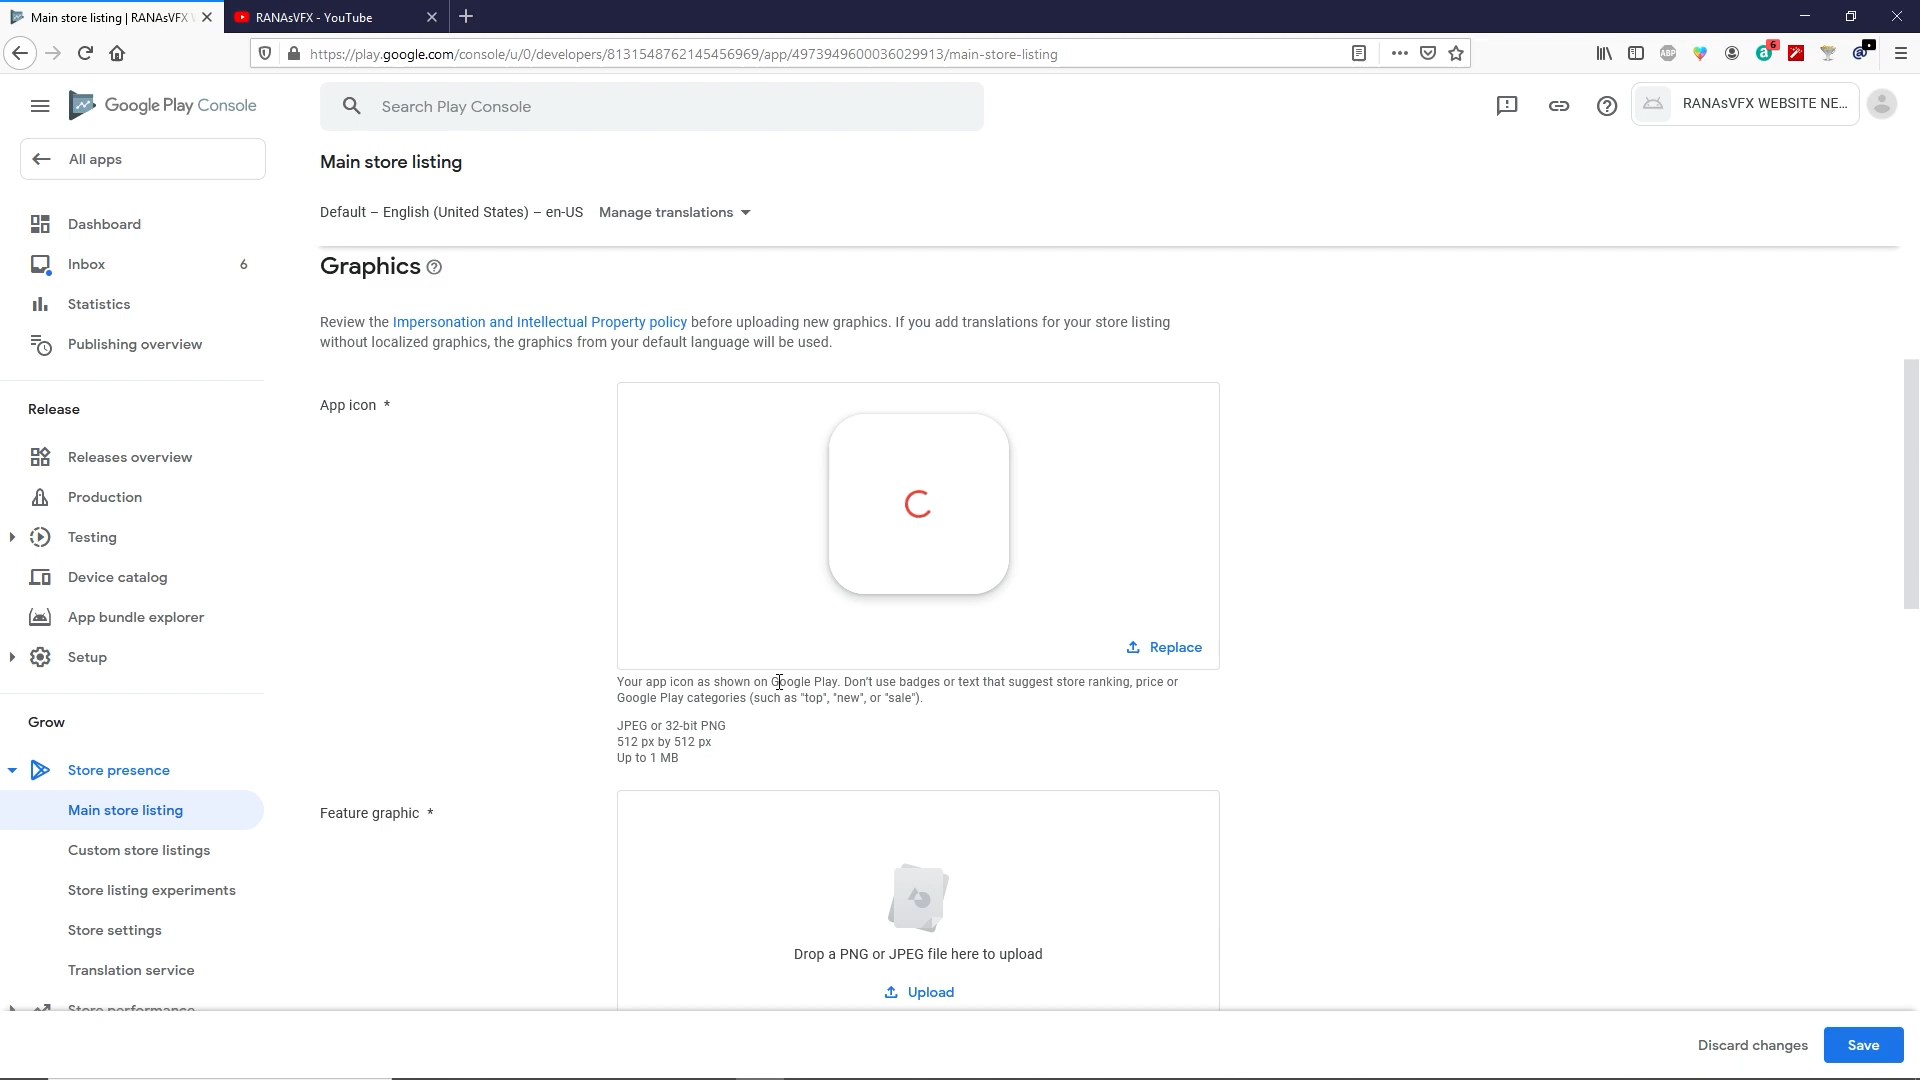 Main store listing | RANAsVFX W
RANAsVFX - YouTube
https://play.google.com/console/u/0/developers/8131548762145456969/app/4973949600036029913/main-store-listing
ABP
6
Google Play Console
Search Play Console
RANAsVFX WEBSITE NE...
All apps
Main store listing
Default – English (United States) – en-US Manage translations
Dashboard
Inbox 6
Statistics
Publishing overview
Release
Releases overview
Production
Testing
Device catalog
App bundle explorer
Setup
Grow
Store presence
Main store listing
Custom store listings
Store listing experiments
Store settings
Translation service
Store performance
Graphics
Review the Impersonation and Intellectual Property policy before uploading new graphics. If you add translations for your store listing
without localized graphics, the graphics from your default language will be used.
App icon *
Replace
Your app icon as shown on Google Play. Don't use badges or text that suggest store ranking, price or
Google Play categories (such as "top", "new", or "sale").
JPEG or 32-bit PNG
512 px by 512 px
Up to 1 MB
Feature graphic *
Drop a PNG or JPEG file here to upload
Upload
Discard changes
Save